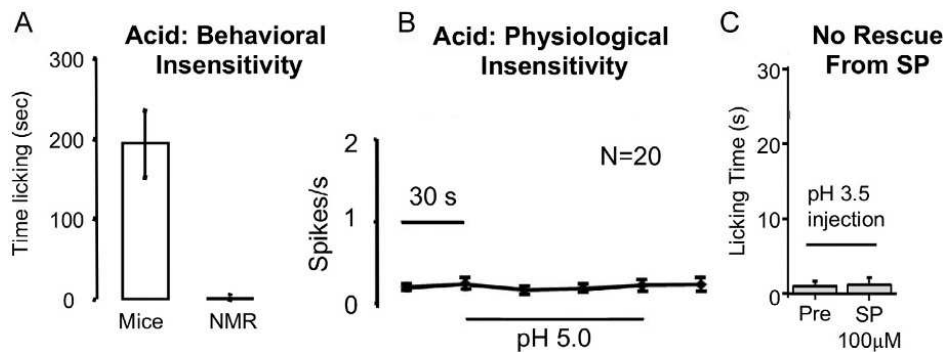 A
Acid: Behavioral
Insensitivity
Time licking (sec)
300
200
100
0
Mice
NMR
B
Acid: Physiological
Insensitivity
Spikes/s
2
1
0
N=20
30 s
pH 5.0
C
No Rescue
From SP
Licking Time (s)
30
20
10
0
pH 3.5
injection
Pre
SP
100µM